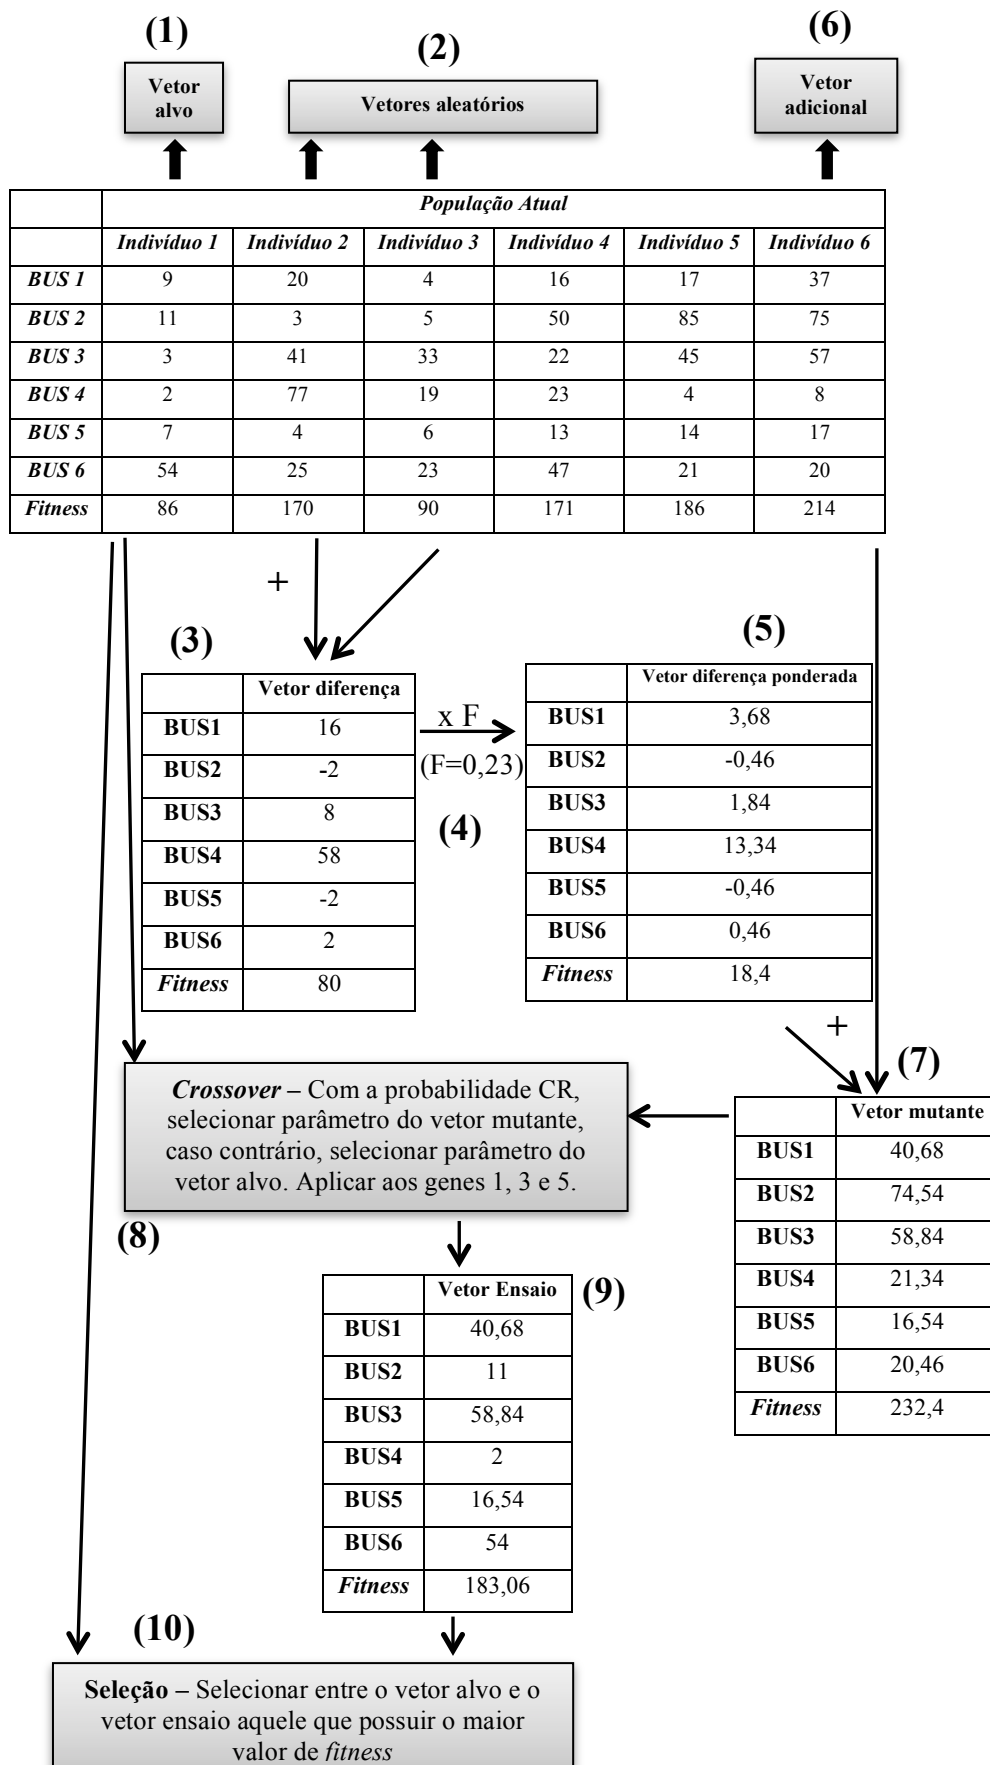 (1)
(2)
(6)
Vetor
alvo
Vetores aleatórios
Vetor
adicional
População Atual
Indivíduo 1 Indivíduo 2 Indivíduo 3 Indivíduo 4 Indivíduo 5 Indivíduo 6
BUS 1 9 20 4 16 17 37
BUS 2 11 3 5 50 85 75
BUS 3 3 41 33 22 45 57
BUS 4 2 77 19 23 4 8
BUS 5 7 4 6 13 14 17
BUS 6 54 25 23 47 21 20
Fitness 86 170 90 171 186 214
+
(3)
Vetor diferença
BUS1 16
BUS2 -2
BUS3 8
BUS4 58
BUS5 -2
BUS6 2
Fitness 80
x F
(F=0,23)
(4)
(5)
Vetor diferença ponderada
BUS1 3,68
BUS2 -0,46
BUS3 1,84
BUS4 13,34
BUS5 -0,46
BUS6 0,46
Fitness 18,4
+
(7)
Vetor mutante
BUS1 40,68
BUS2 74,54
BUS3 58,84
BUS4 21,34
BUS5 16,54
BUS6 20,46
Fitness 232,4
Crossover – Com a probabilidade CR,
selecionar parâmetro do vetor mutante,
caso contrário, selecionar parâmetro do
vetor alvo. Aplicar aos genes 1, 3 e 5.
(8)
(9)
Vetor Ensaio
BUS1 40,68
BUS2 11
BUS3 58,84
BUS4 2
BUS5 16,54
BUS6 54
Fitness 183,06
(10)
Seleção – Selecionar entre o vetor alvo e o
vetor ensaio aquele que possuir o maior
valor de fitness